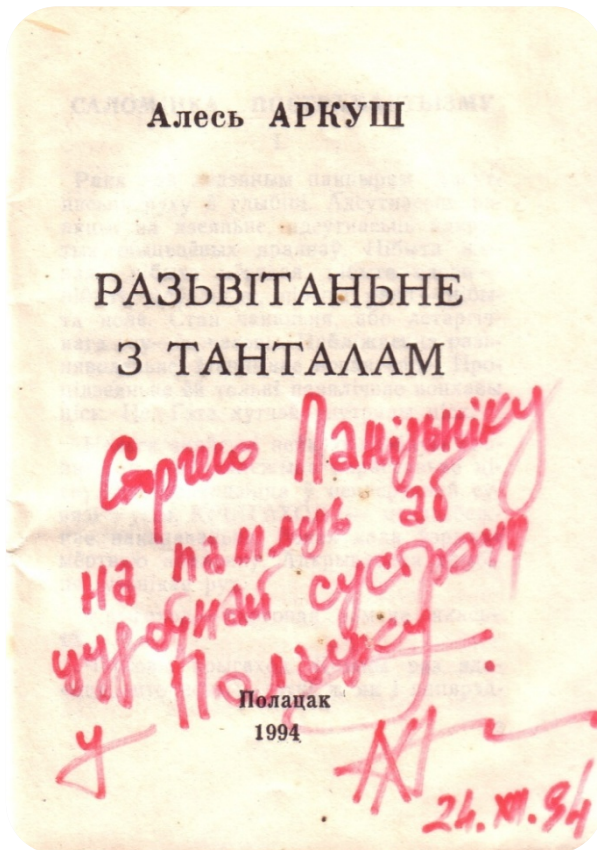 Алесь АРКУШ
РАЗЬВІТАНЬНЕ
З ТАНТАЛАМ
Сяргею Панізьніку
на памяць аб
цудоўнай сустрэчы
у Полацку
Полацак
1994
24.XII.94